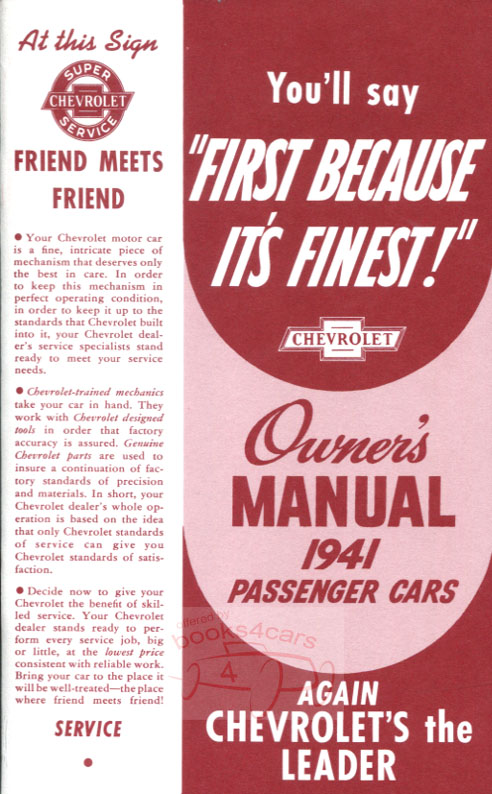 At this Sign
SUPER
CHEVROLET
SERVICE
FRIEND MEETS
FRIEND
• Your Chevrolet motor car
is a fine, intricate piece of
mechanism that deserves only
the best in care. In order
to keep this mechanism in
perfect operating condition,
in order to keep it up to the
standards that Chevrolet built
into it, your Chevrolet deal-
er's service specialists stand
ready to meet your service
needs.
• Chevrolet-trained mechanics
take your car in hand. They
work with Chevrolet designed
tools in order that factory
accuracy is assured. Genuine
Chevrolet parts are used to
insure a continuation of fac-
tory standards of precision
and materials. In short, your
Chevrolet dealer's whole op-
eration is based on the idea
that only Chevrolet standards
of service can give you
Chevrolet standards of satis-
faction.
• Decide now to give your
Chevrolet the benefit of skil-
led service. Your Chevrolet
dealer stands ready to per-
form every service job, big
or little, at the lowest price
consistent with reliable work.
Bring your car to the place it
will be well-treated—the place
where friend meets friend!
SERVICE
•
You'll say
"FIRST BECAUSE
IT'S FINEST!"
CHEVROLET
Owner's
MANUAL
1941
PASSENGER CARS
offered by
books4cars
4
AGAIN
CHEVROLET'S the
LEADER